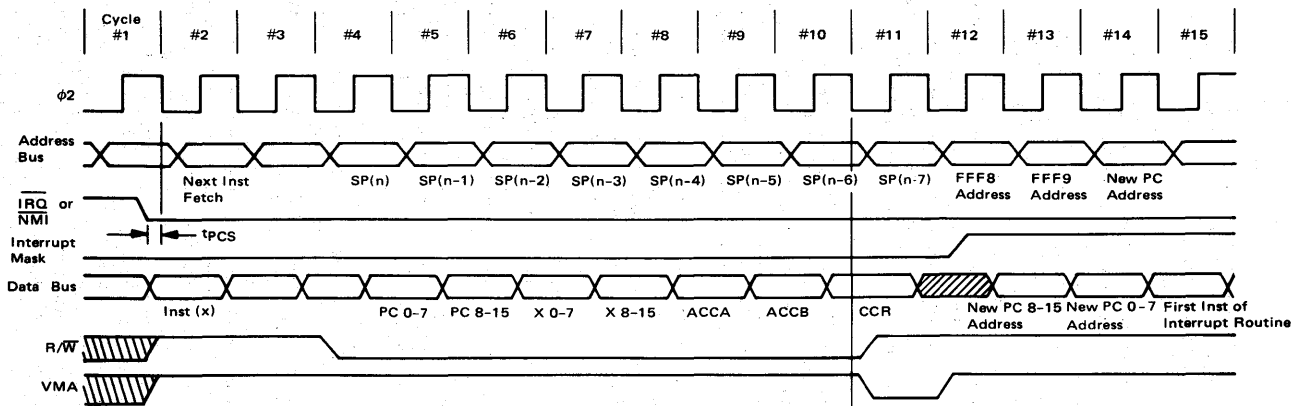 Cycle
#1 #2 #3 #4 #5 #6 #7 #8 #9 #10 #11 #12 #13 #14 #15
φ2
Address
Bus
Next Inst
Fetch
SP(n) SP(n-1) SP(n-2) SP(n-3) SP(n-4) SP(n-5) SP(n-6) SP(n-7)
FFF8
Address
FFF9
Address
New PC
Address
IRQ or
NMI
tPCS
Interrupt
Mask
Data Bus
Inst (x)
PC 0-7 PC 8-15 X 0-7 X 8-15 ACCA ACCB CCR
New PC 8-15
Address
New PC 0-7
Address
First Inst of
Interrupt Routine
R/W
VMA